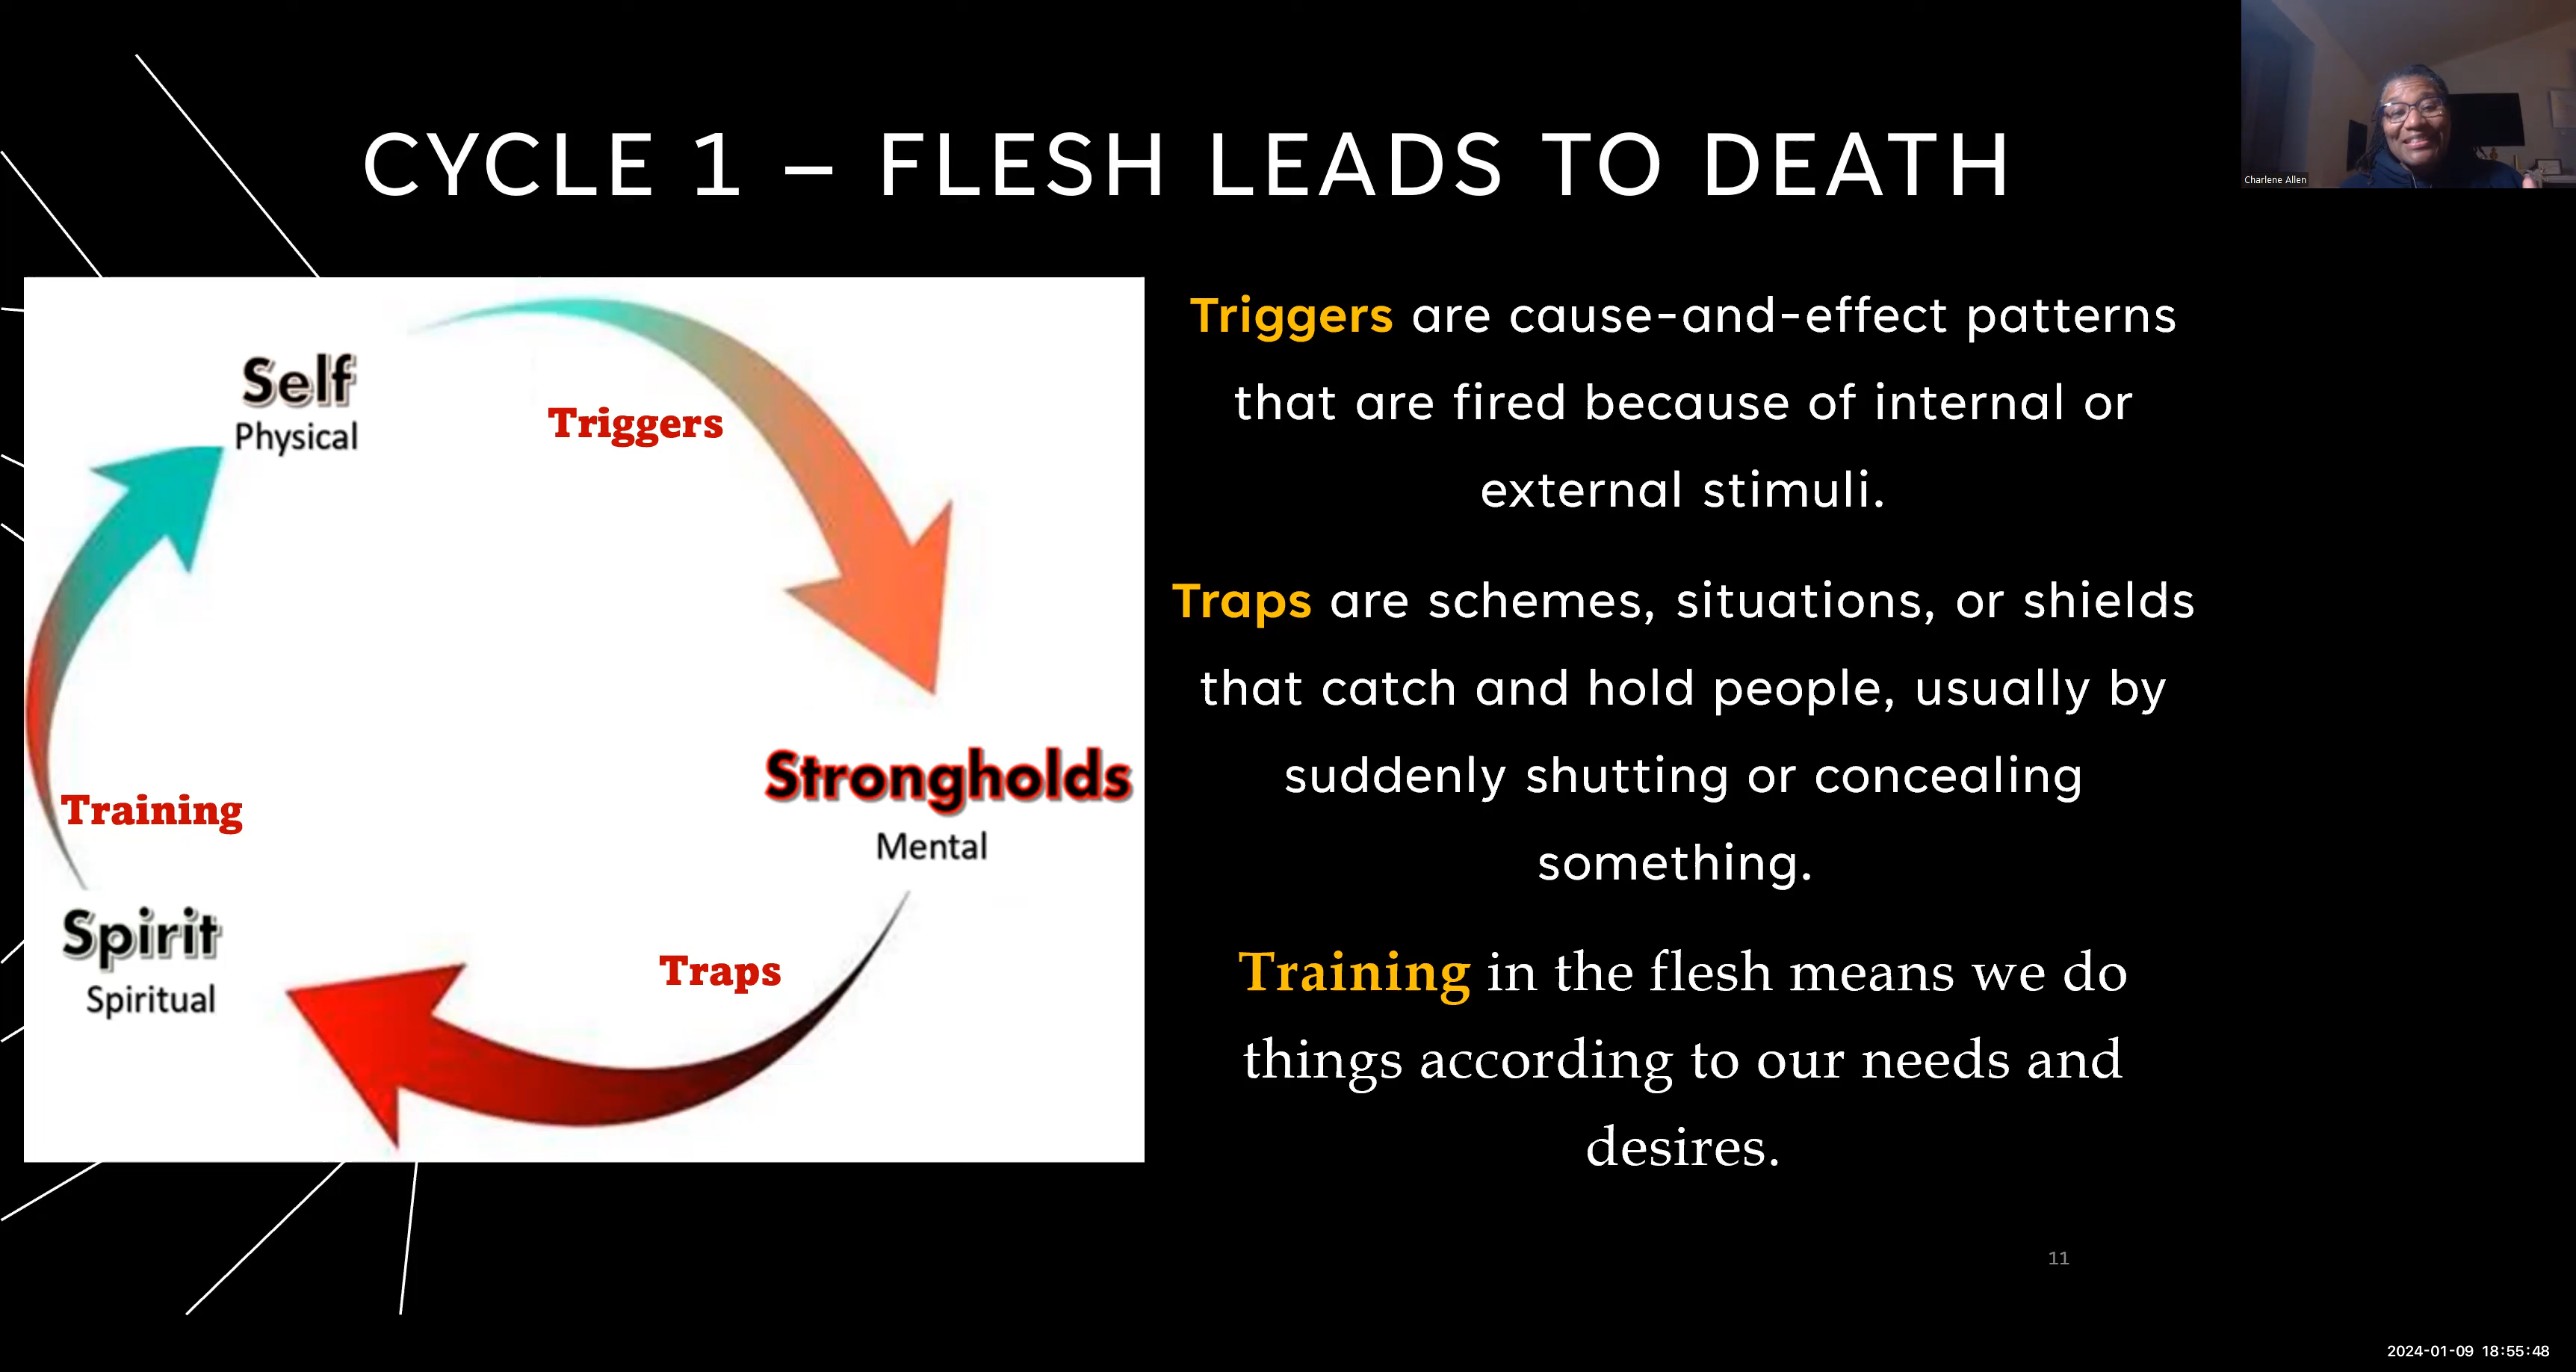 CYCLE 1 – FLESH LEADS TO DEATH
Charlene Allen
Self
Physical
Triggers
Strongholds
Mental
Traps
Spirit
Spiritual
Training
Triggers are cause-and-effect patterns
that are fired because of internal or
external stimuli.
Traps are schemes, situations, or shields
that catch and hold people, usually by
suddenly shutting or concealing
something.
Training in the flesh means we do
things according to our needs and
desires.
11
2024-01-09 18:55:48